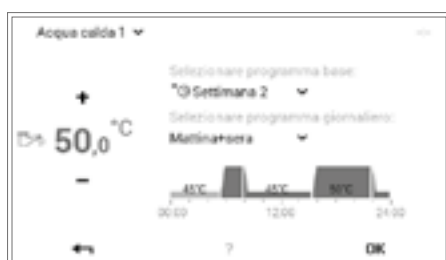 Acqua calda 1
Selezionare programma base:
Settimana 2
Selezionare programma giornaliero:
Mattina+sera
+
50,0 °C
−
45°C 45°C 50°C
00:00 12:00 24:00
? OK